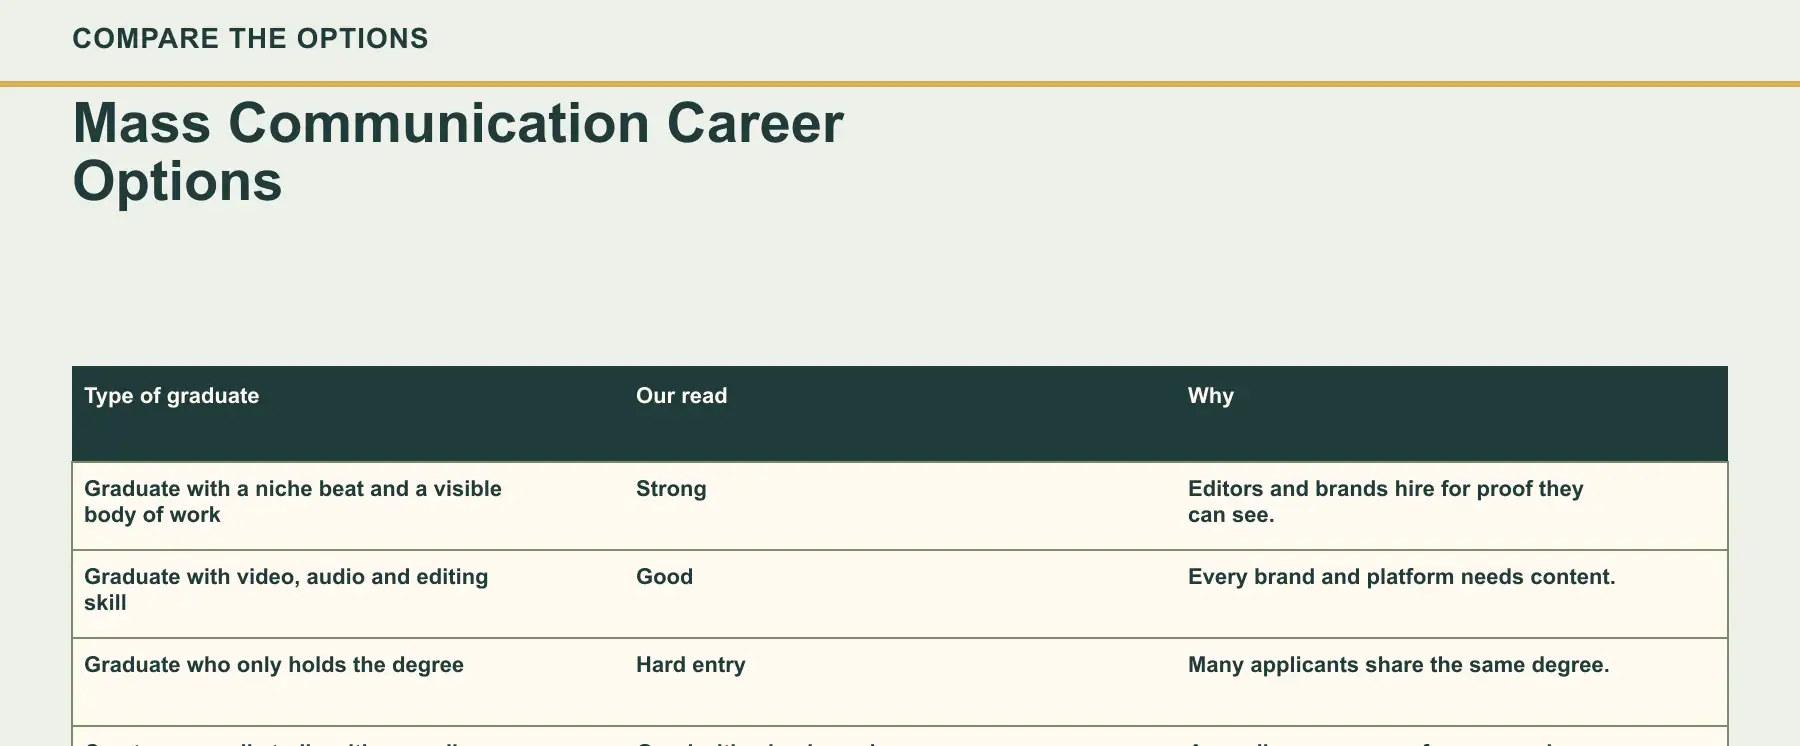 COMPARE THE OPTIONS
Mass Communication Career
Options
Type of graduate
Our read
Why
Graduate with a niche beat and a visible
body of work
Strong
Editors and brands hire for proof they
can see.
Graduate with video, audio and editing
skill
Good
Every brand and platform needs content.
Graduate who only holds the degree
Hard entry
Many applicants share the same degree.